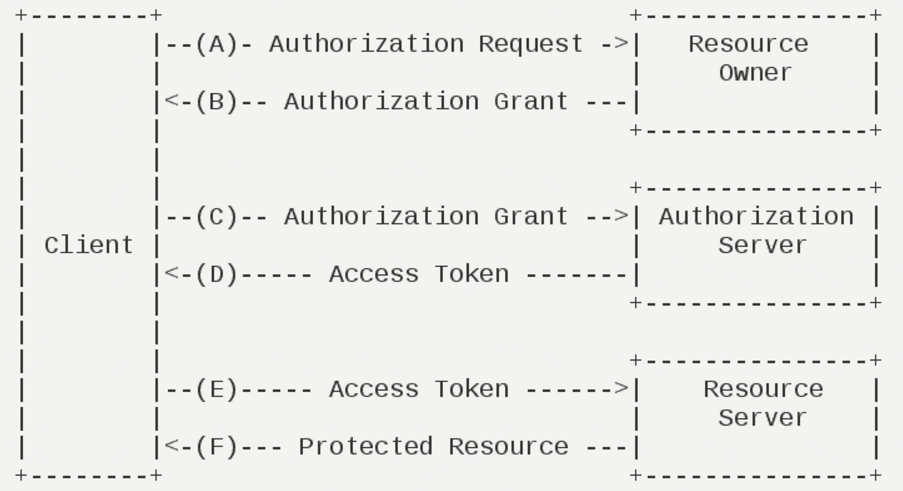 +--------+                               +---------------+
|        |--(A)- Authorization Request ->|   Resource    |
|        |                               |     Owner     |
|        |<-(B)-- Authorization Grant ---|               |
|        |                               +---------------+
|        |
|        |                               +---------------+
|        |--(C)-- Authorization Grant -->| Authorization |
| Client |                               |     Server    |
|        |<-(D)----- Access Token -------|               |
|        |                               +---------------+
|        |
|        |                               +---------------+
|        |--(E)----- Access Token ------>|    Resource   |
|        |                               |     Server    |
|        |<-(F)--- Protected Resource ---|               |
+--------+                               +---------------+